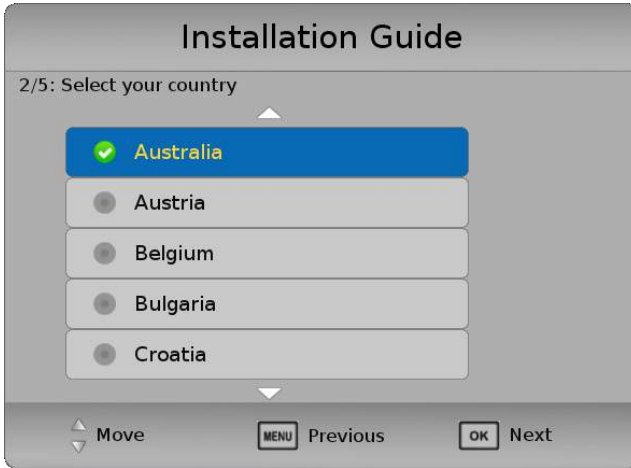 Installation Guide
2/5: Select your country
Australia
Austria
Belgium
Bulgaria
Croatia
Move MENU Previous OK Next